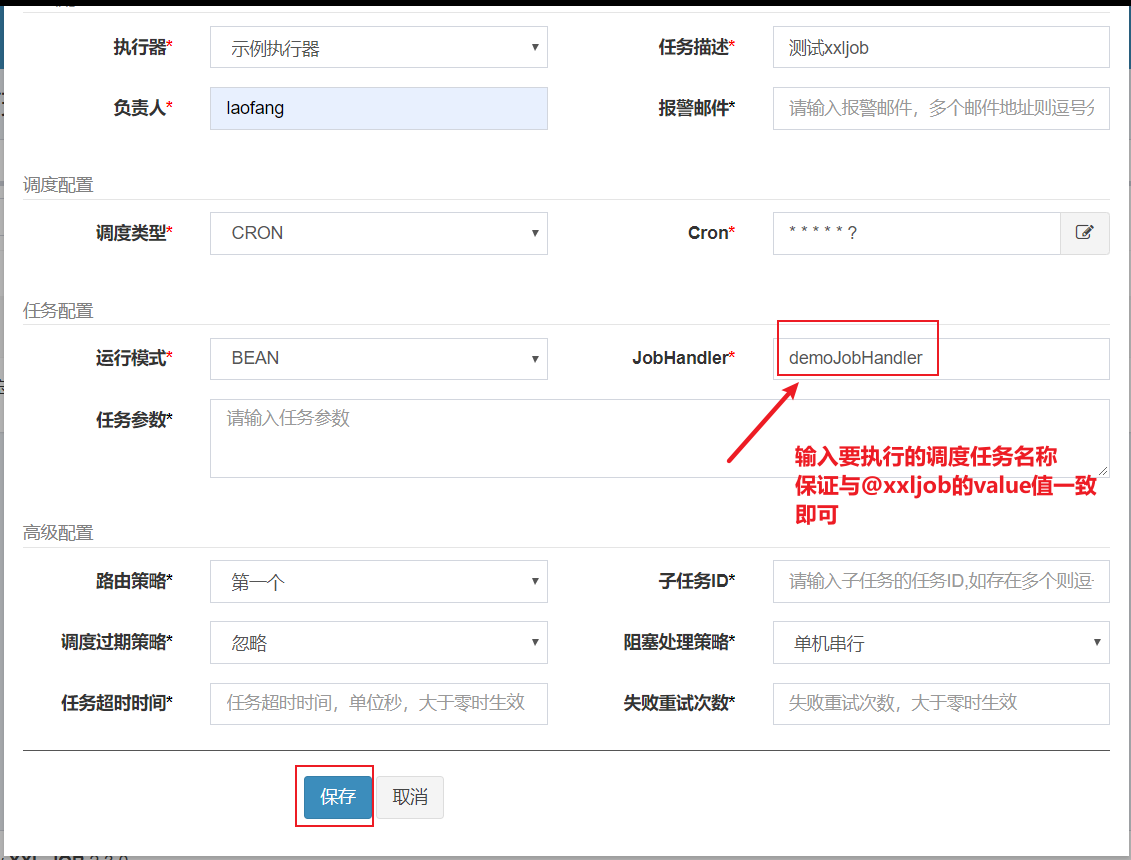 执行器* 示例执行器 任务描述* 测试xxljob
负责人* laofang 报警邮件* 请输入报警邮件，多个邮件地址则逗号分
调度配置
调度类型* CRON Cron* * * * * * ?
任务配置
运行模式* BEAN JobHandler* demoJobHandler
任务参数* 请输入任务参数
输入要执行的调度任务名称
保证与@xxljob的value值一致
即可
高级配置
路由策略* 第一个 子任务ID* 请输入子任务的任务ID,如存在多个则逗
调度过期策略* 忽略 阻塞处理策略* 单机串行
任务超时时间* 任务超时时间，单位秒，大于零时生效 失败重试次数* 失败重试次数，大于零时生效
保存 取消